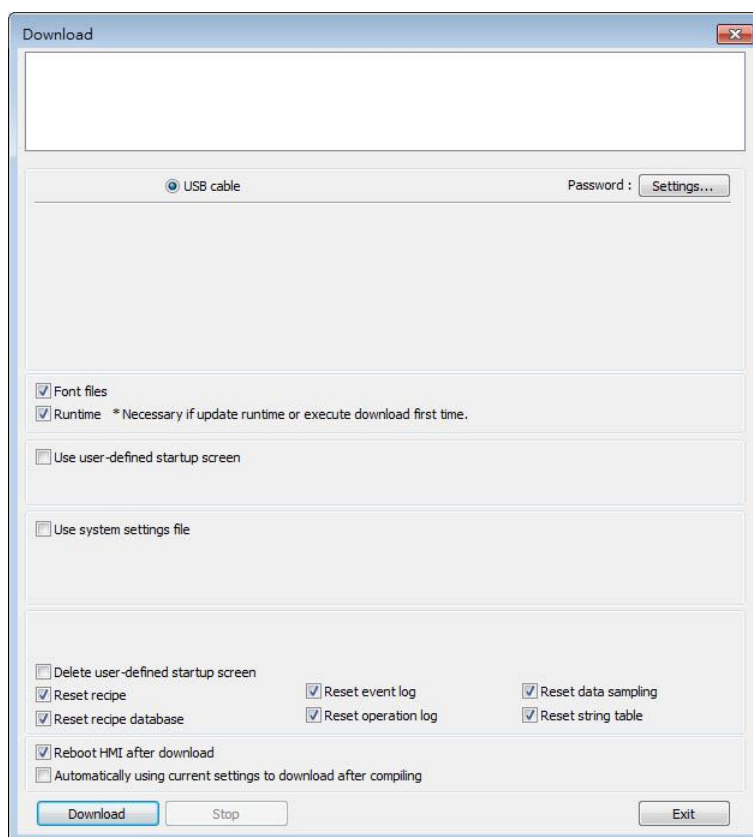 Download
USB cable Password : Settings...
Font files
Runtime * Necessary if update runtime or execute download first time.
Use user-defined startup screen
Use system settings file
Delete user-defined startup screen
Reset recipe Reset event log Reset data sampling
Reset recipe database Reset operation log Reset string table
Reboot HMI after download
Automatically using current settings to download after compiling
Download Stop Exit